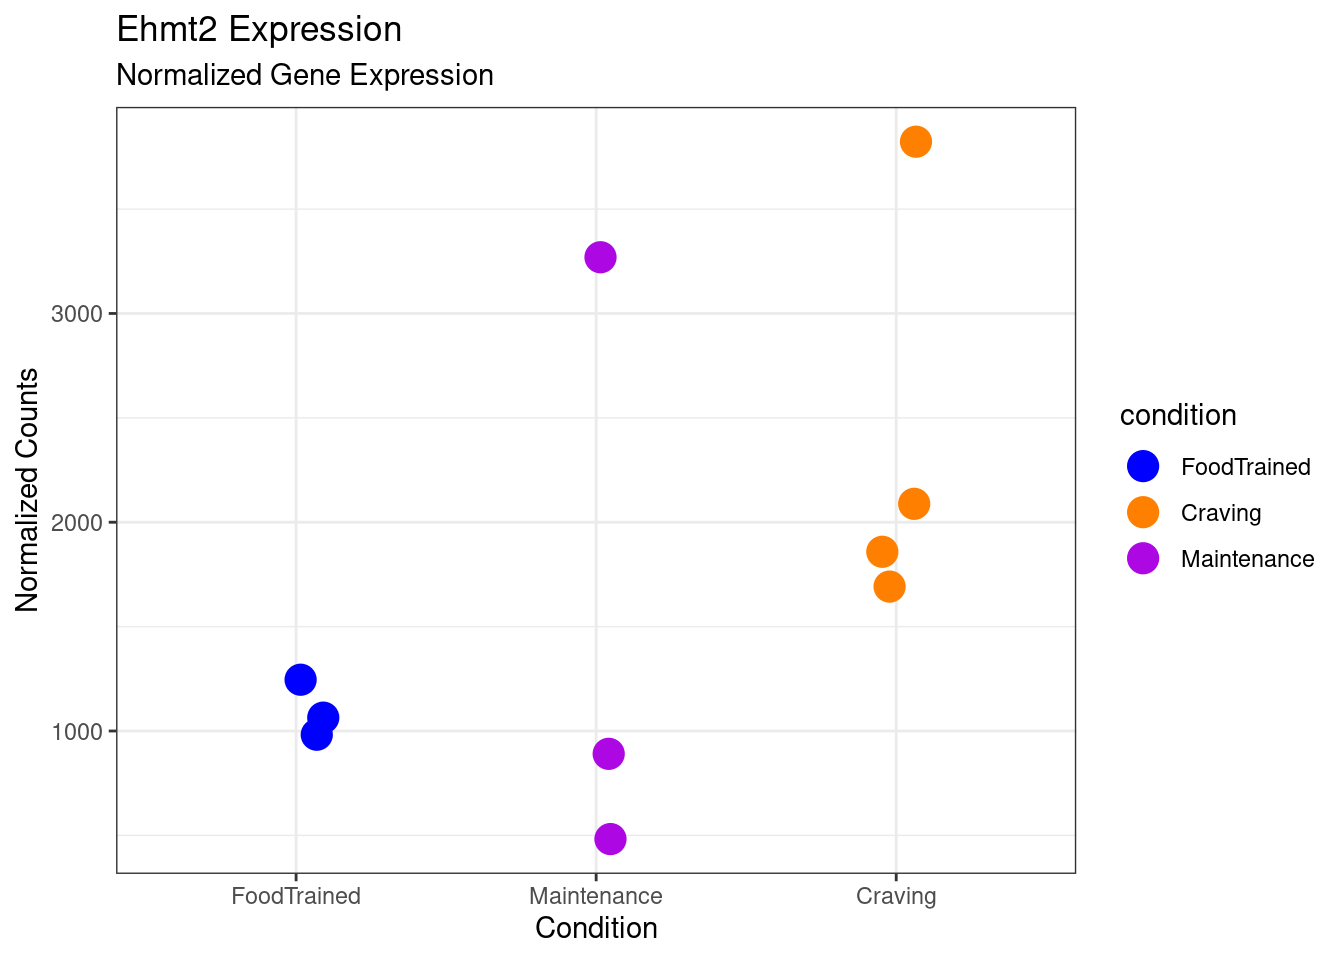 Ehmt2 Expression
Normalized Gene Expression
Normalized Counts
3000
2000
1000
FoodTrained
Maintenance
Craving
Condition
condition
FoodTrained
Craving
Maintenance